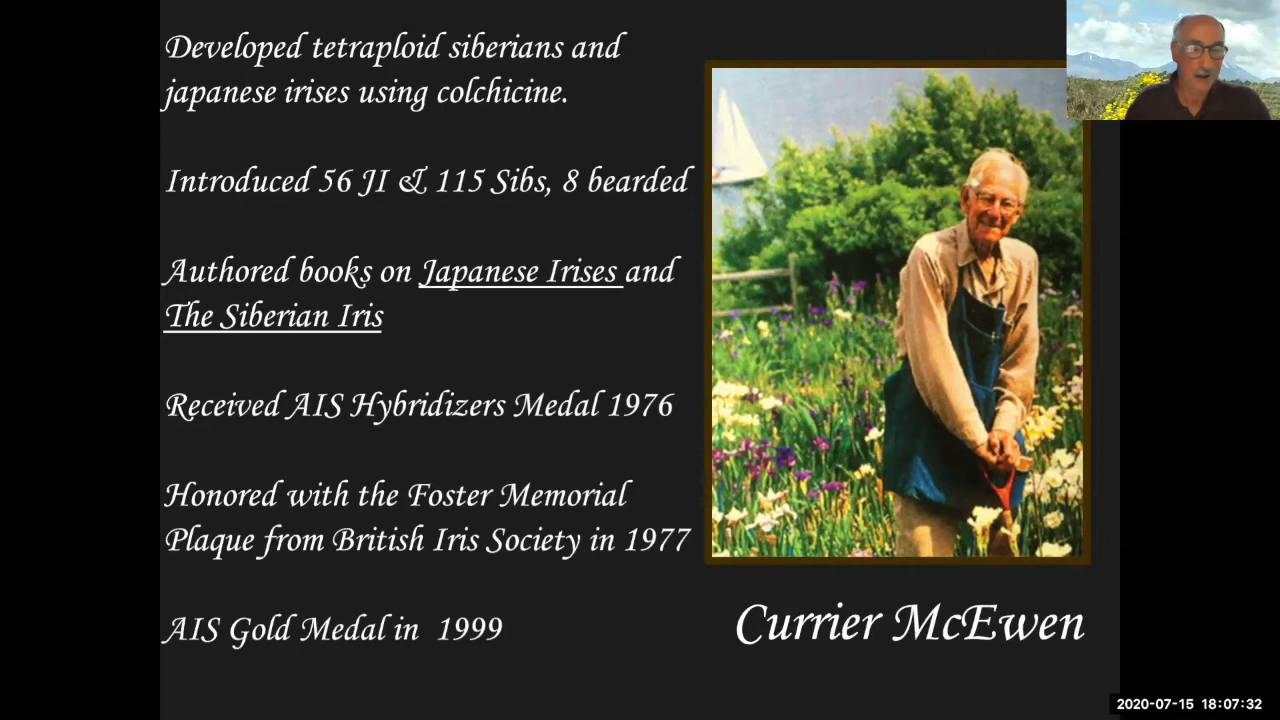 Developed tetraploid siberians and
japanese irises using colchicine.
Introduced 56 JI & 115 Sibs, 8 bearded
Authored books on Japanese Irises and
The Siberian Iris
Received AIS Hybridizers Medal 1976
Honored with the Foster Memorial
Plaque from British Iris Society in 1977
AIS Gold Medal in 1999
Currier McEwen
2020-07-15 18:07:32